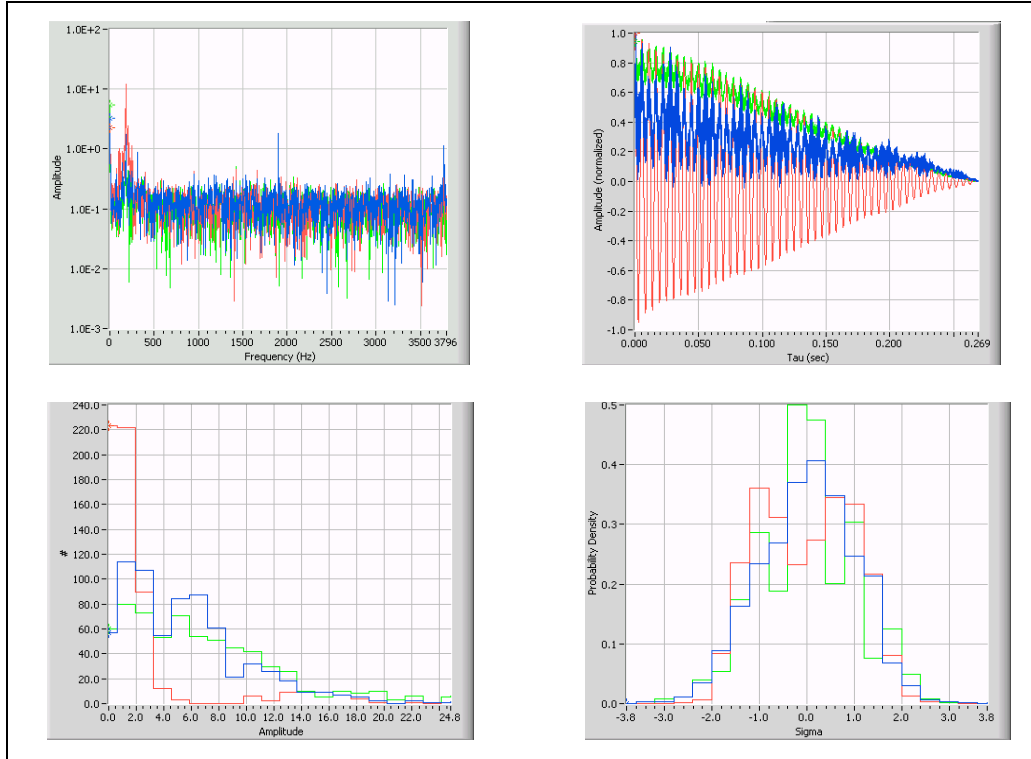 1.0E+2
1.0E+1
1.0E+0
1.0E-1
1.0E-2
1.0E-3
Amplitude
0 500 1000 1500 2000 2500 3000 3500 3796
Frequency (Hz)
1.0
0.8
0.6
0.4
0.2
0.0
-0.2
-0.4
-0.6
-0.8
-1.0
Amplitude (normalized)
0.000 0.050 0.100 0.150 0.200 0.269
Tau (sec)
240.0
220.0
200.0
180.0
160.0
140.0
120.0
100.0
80.0
60.0
40.0
20.0
0.0
#
0.0 2.0 4.0 6.0 8.0 10.0 12.0 14.0 16.0 18.0 20.0 22.0 24.8
Amplitude
0.5
0.4
0.3
0.2
0.1
0.0
Probability Density
-3.8 -3.0 -2.0 -1.0 0.0 1.0 2.0 3.0 3.8
Sigma